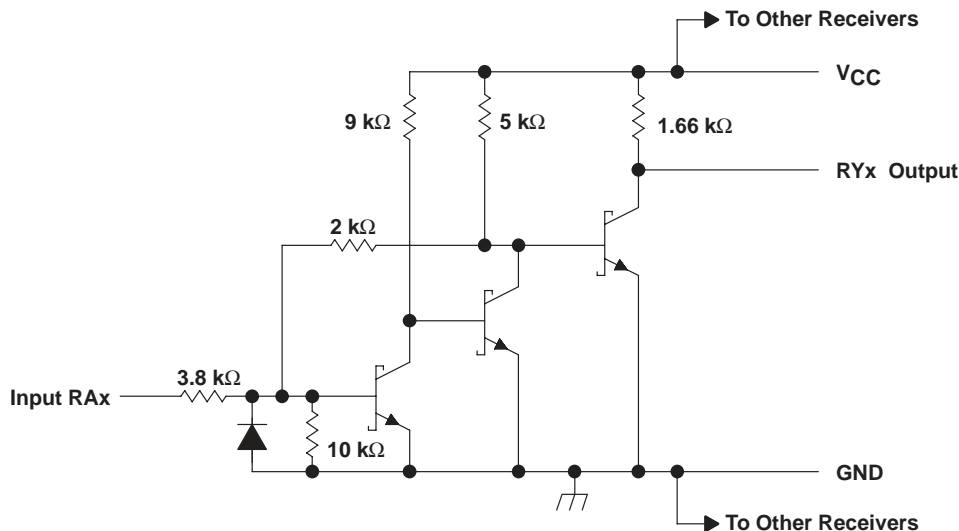 To Other Receivers
VCC
9 kΩ
5 kΩ
1.66 kΩ
RYx Output
2 kΩ
3.8 kΩ
Input RAx
10 kΩ
GND
To Other Receivers